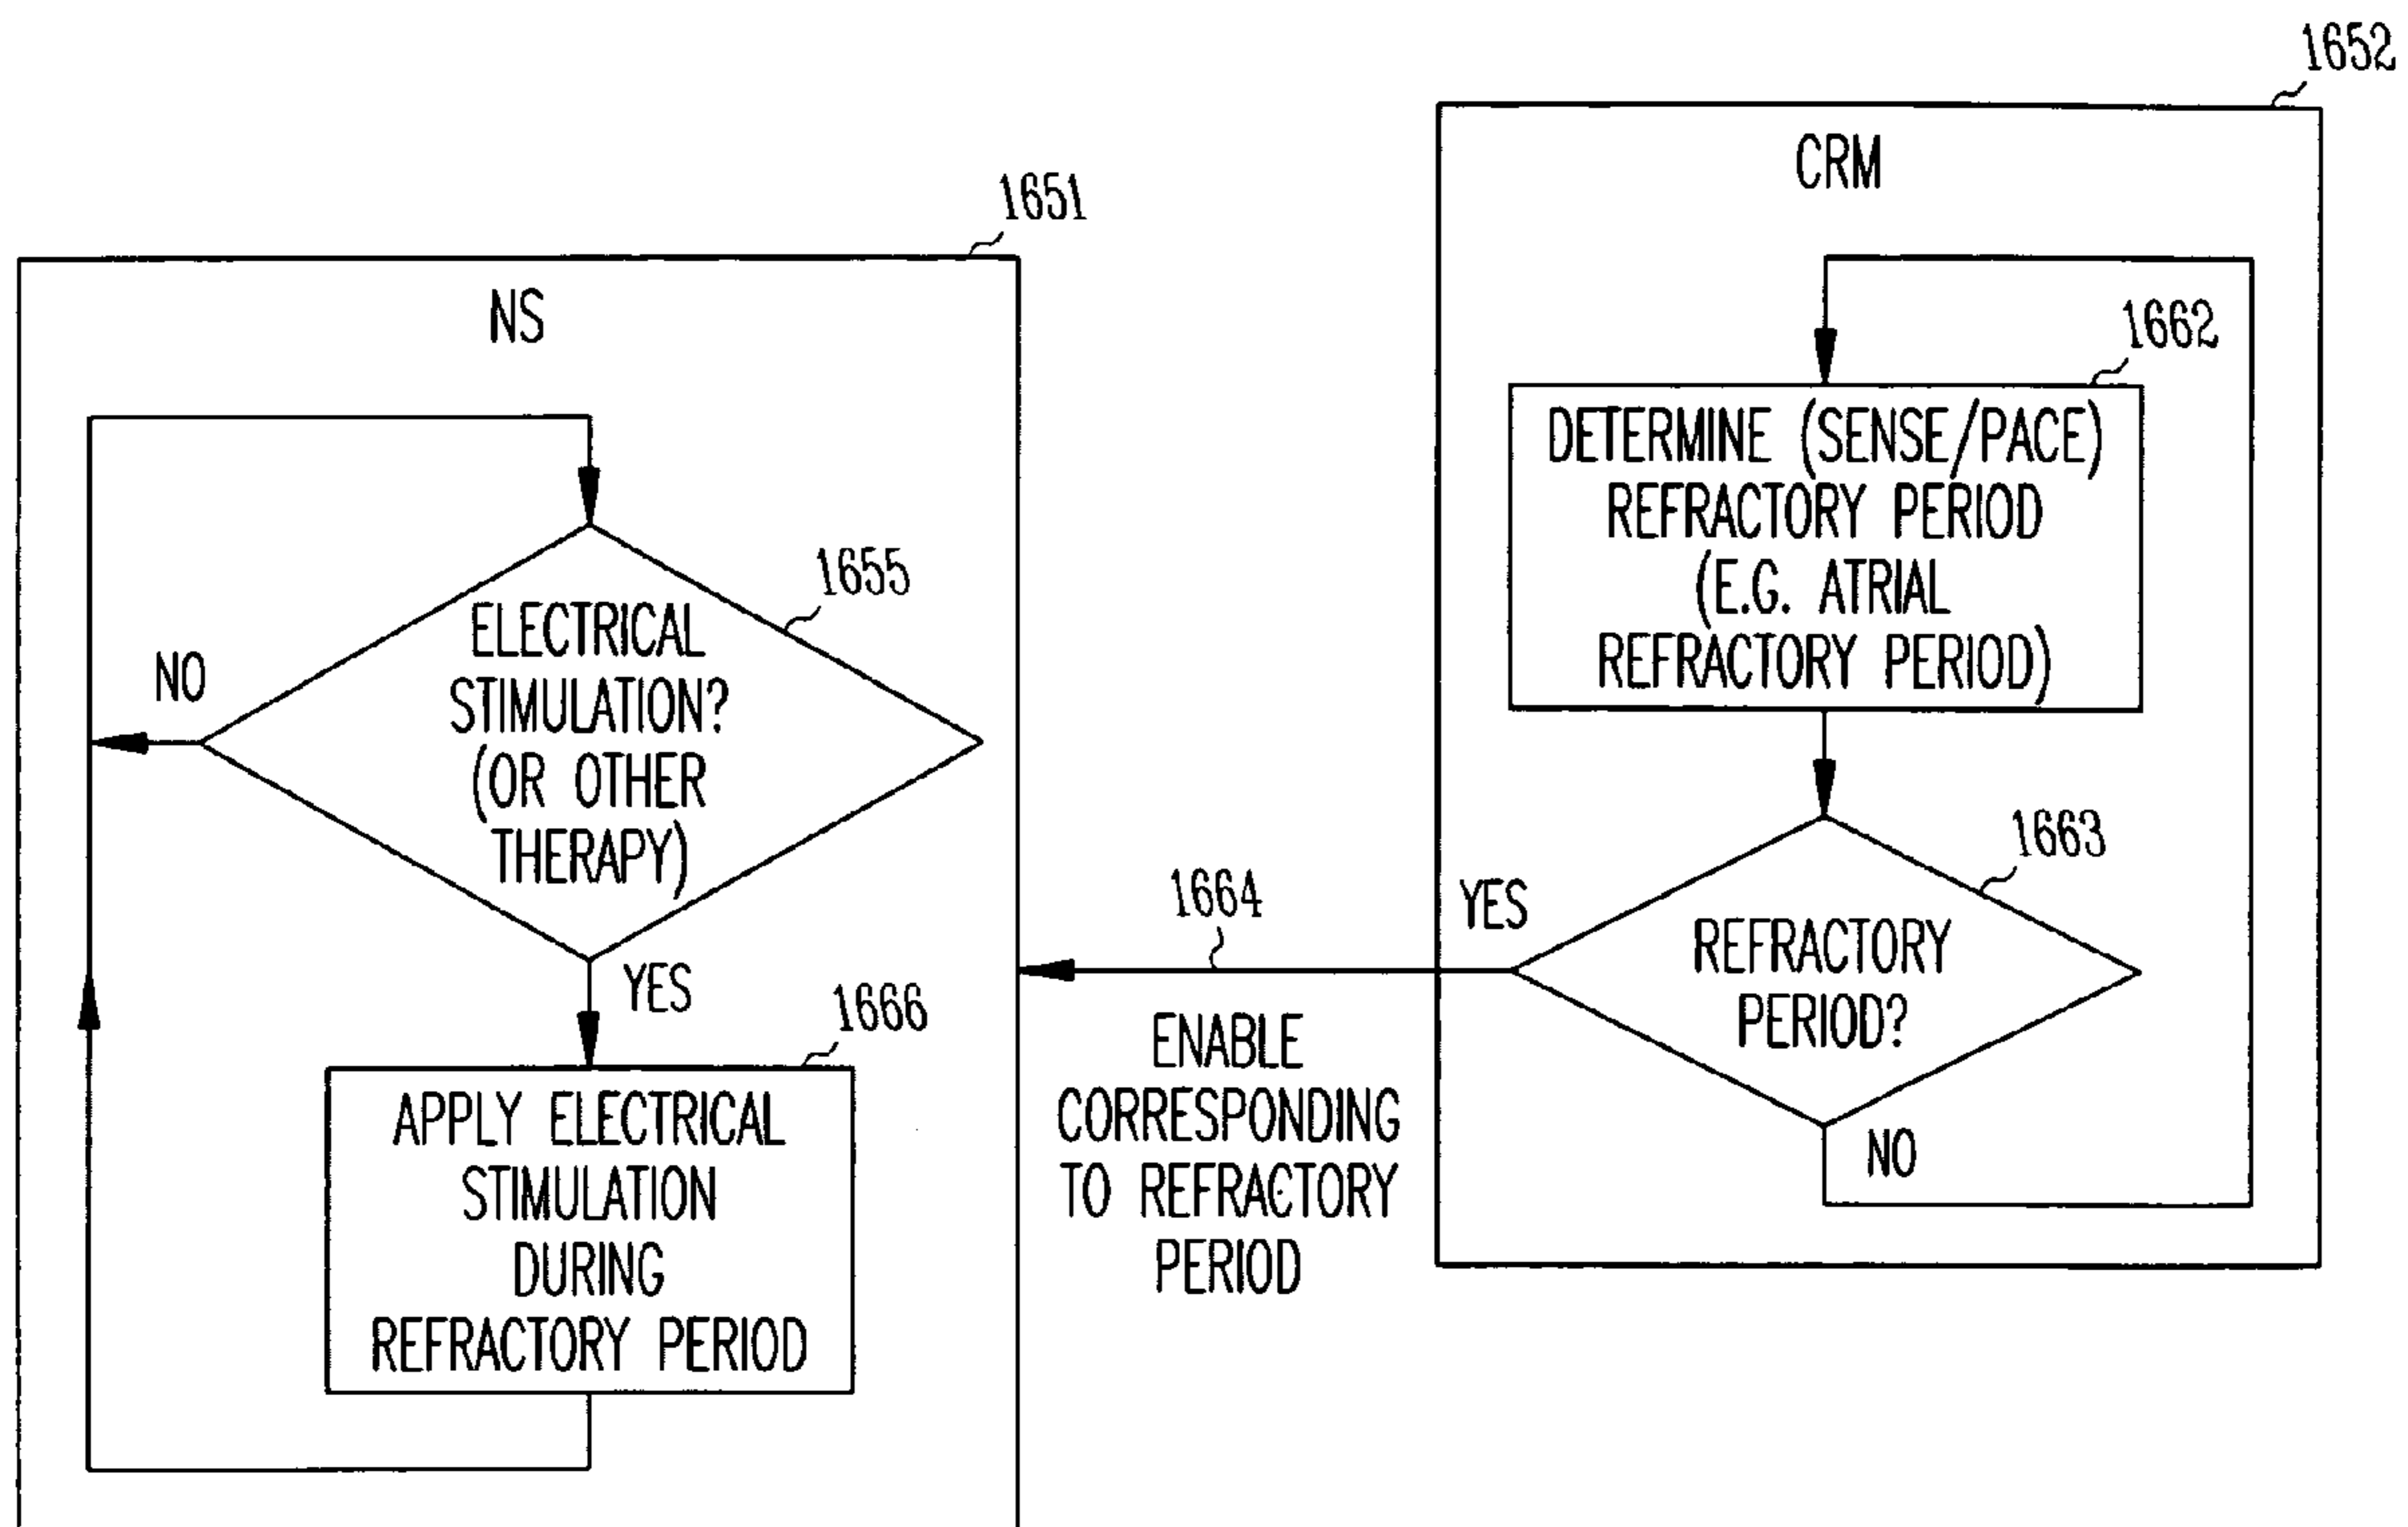 1652
CRM
1651
NS
1662
DETERMINE (SENSE/PACE)
REFRACTORY PERIOD
(E.G. ATRIAL
REFRACTORY PERIOD)
1655
ELECTRICAL
STIMULATION?
(OR OTHER
THERAPY)
NO
YES
1663
REFRACTORY
PERIOD?
YES
NO
1664
ENABLE
CORRESPONDING
TO REFRACTORY
PERIOD
1666
APPLY ELECTRICAL
STIMULATION
DURING
REFRACTORY PERIOD